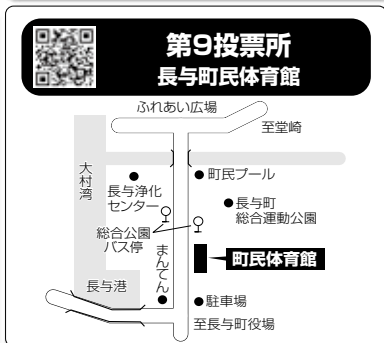 第9投票所
長与町民体育館
ふれあい広場
至堂崎
大村湾
町民プール
長与浄化
センター
長与町
総合運動公園
総合公園
バス停
まんてん
町民体育館
長与港
駐車場
至長与町役場